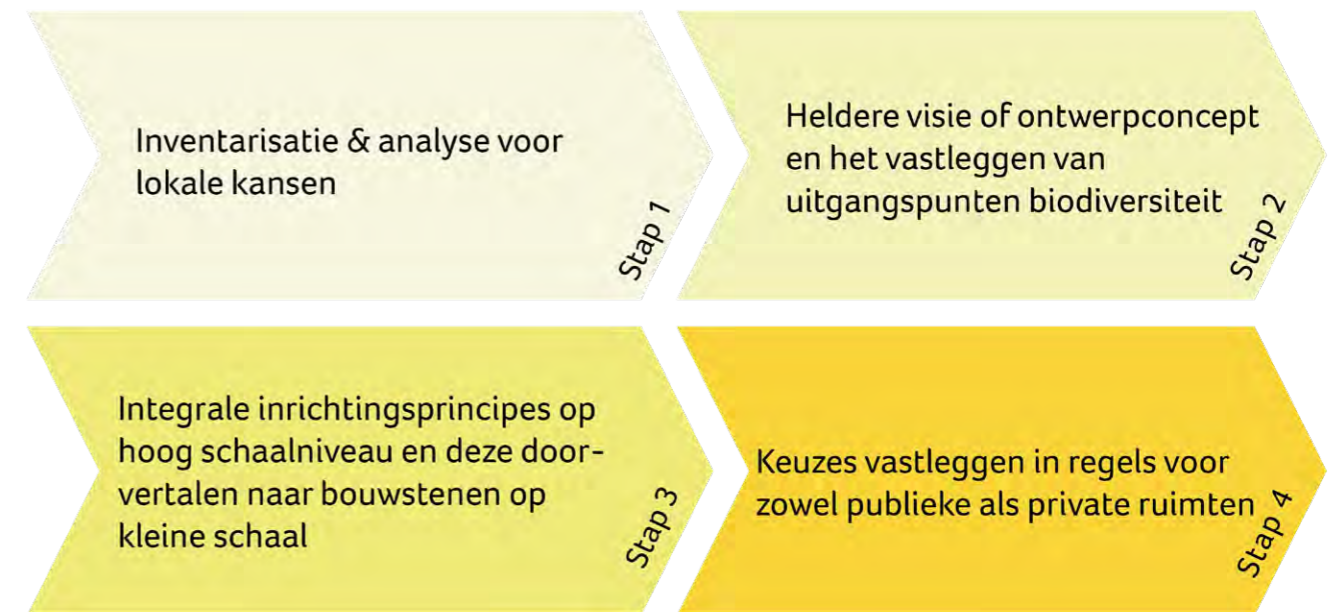 Inventarisatie & analyse voor
lokale kansen
Stap 1
Heldere visie of ontwerpconcept
en het vastleggen van
uitgangspunten biodiversiteit
Stap 2
Integrale inrichtingsprincipes op
hoog schaalniveau en deze door-
vertalen naar bouwstenen op
kleine schaal
Stap 3
Keuzes vastleggen in regels voor
zowel publieke als private ruimten
Stap 4